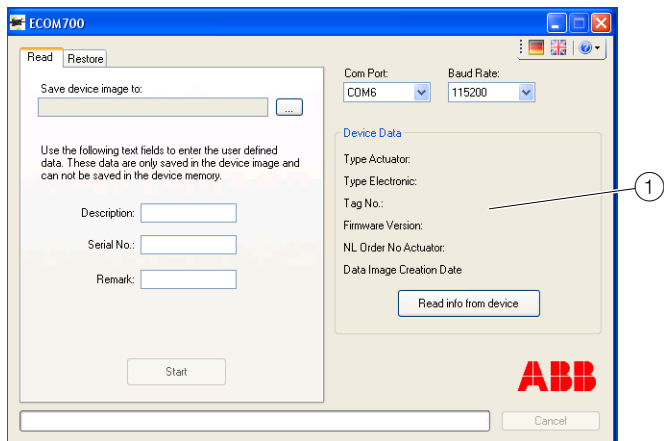 ECOM700
Read
Restore
Save device image to:
...
Use the following text fields to enter the user defined
data. These data are only saved in the device image and
can not be saved in the device memory.
Description:
Serial No.:
Remark:
Start
Com Port:
Baud Rate:
COM6
115200
Device Data
Type Actuator:
Type Electronic:
Tag No.:
Firmware Version:
NL Order No Actuator:
Data Image Creation Date
Read info from device
1
ABB
Cancel